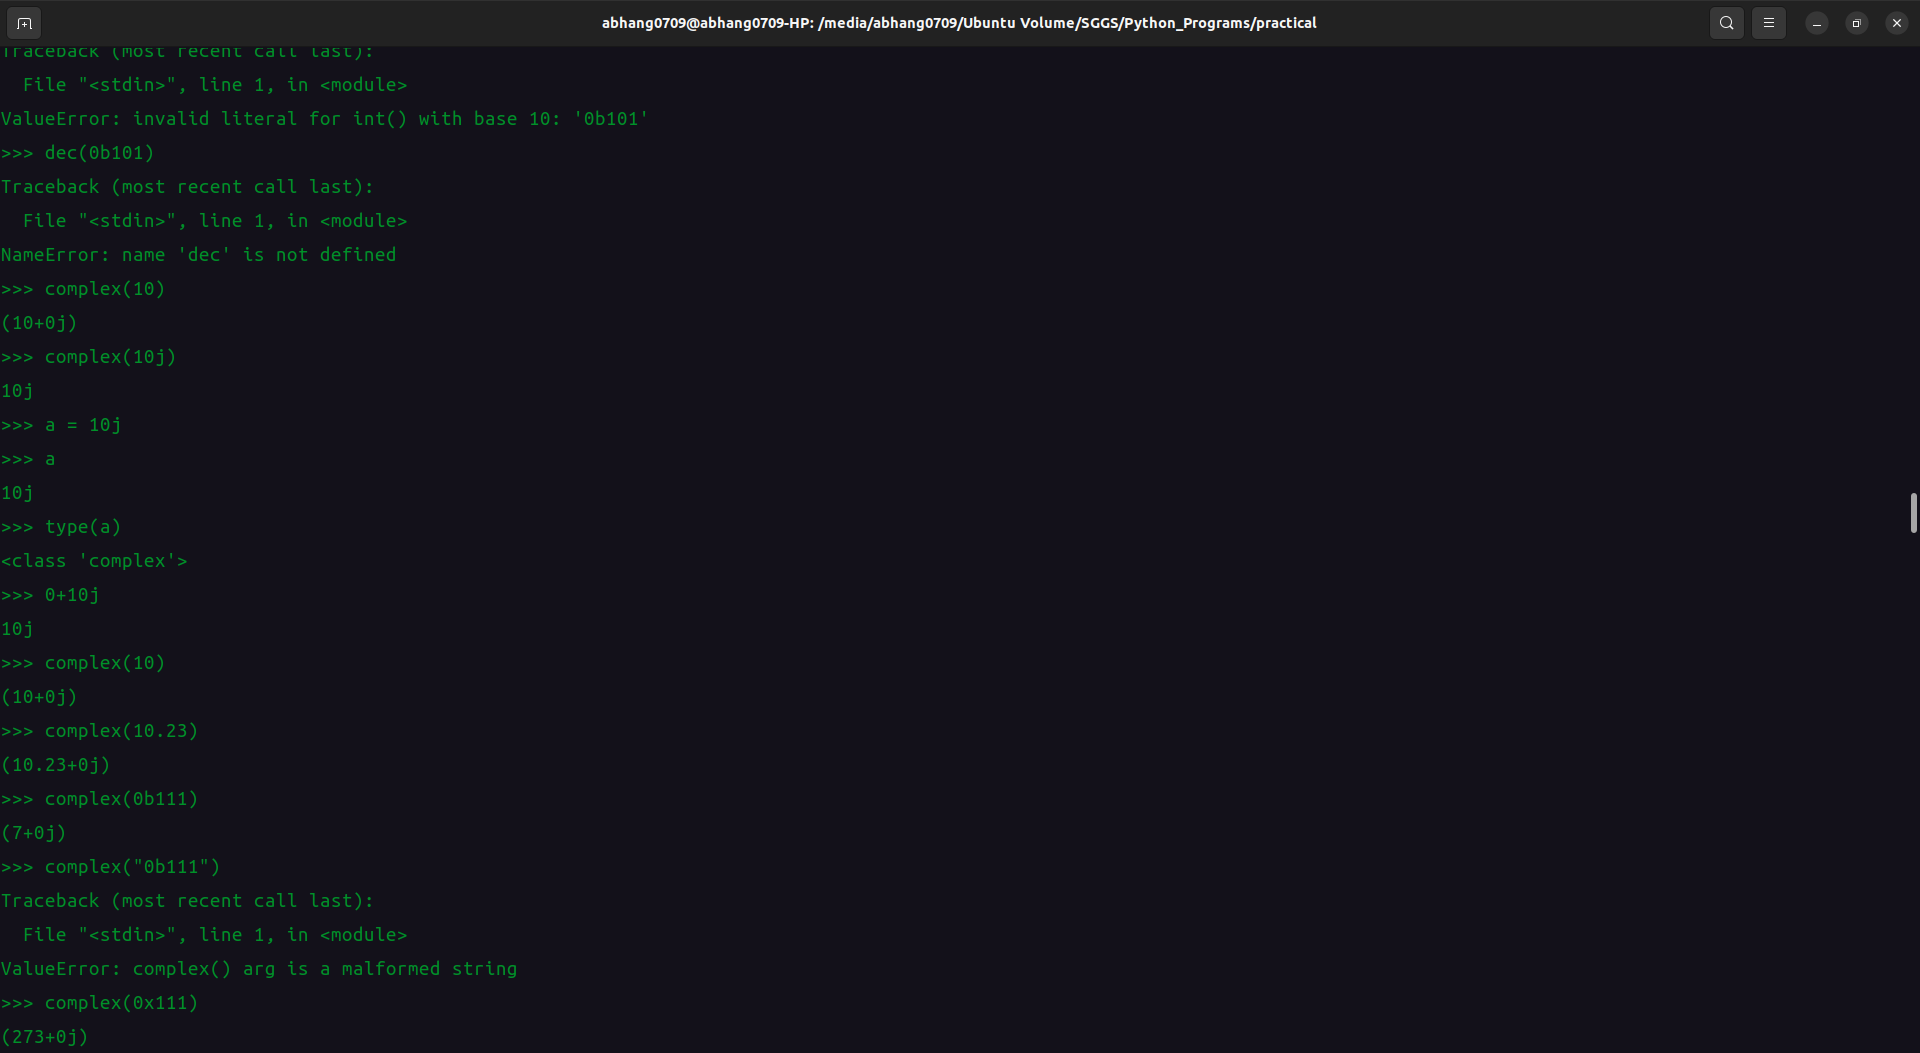 abhang0709@abhang0709-HP: /media/abhang0709/Ubuntu Volume/SGGS/Python_Programs/practical
Traceback (most recent call last):
  File "<stdin>", line 1, in <module>
ValueError: invalid literal for int() with base 10: '0b101'
>>> dec(0b101)
Traceback (most recent call last):
  File "<stdin>", line 1, in <module>
NameError: name 'dec' is not defined
>>> complex(10)
(10+0j)
>>> complex(10j)
10j
>>> a = 10j
>>> a
10j
>>> type(a)
<class 'complex'>
>>> 0+10j
10j
>>> complex(10)
(10+0j)
>>> complex(10.23)
(10.23+0j)
>>> complex(0b111)
(7+0j)
>>> complex("0b111")
Traceback (most recent call last):
  File "<stdin>", line 1, in <module>
ValueError: complex() arg is a malformed string
>>> complex(0x111)
(273+0j)